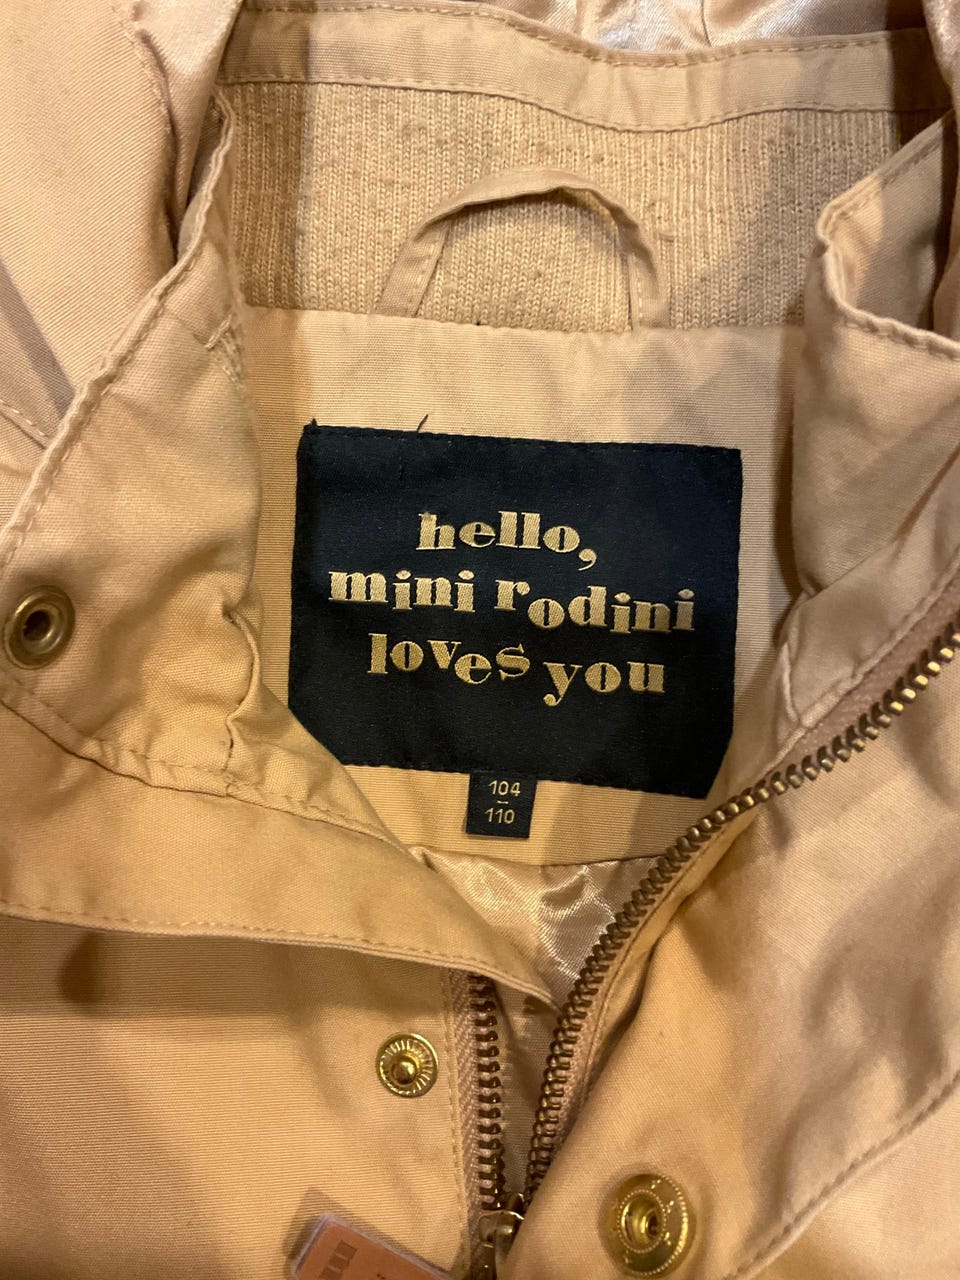 hello,
mini rodini
loves you
104
-
110